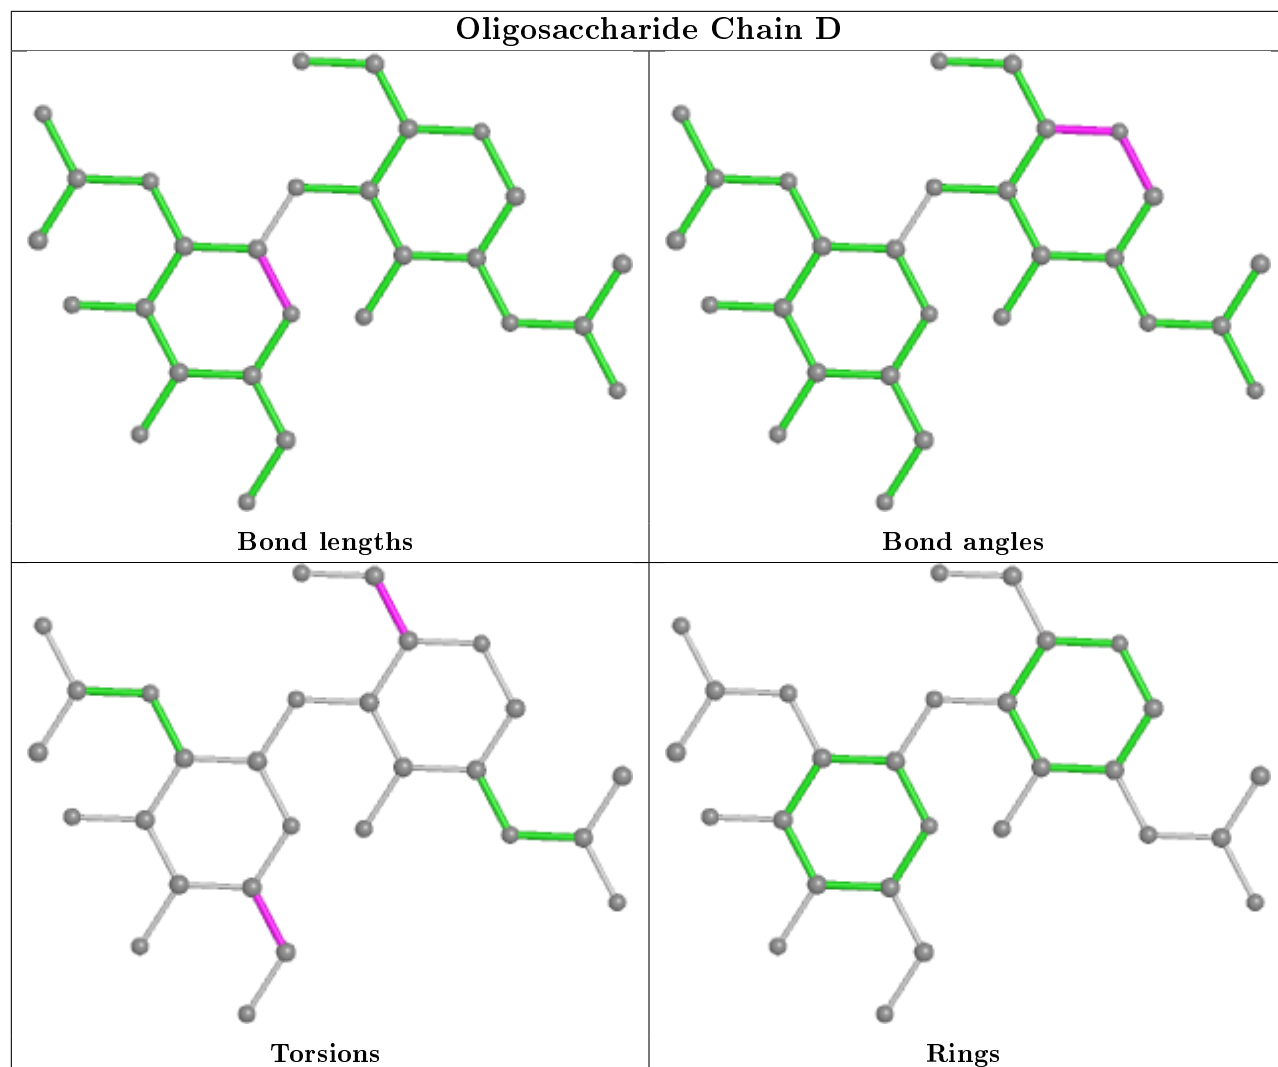 Oligosaccharide Chain D
Bond lengths
Bond angles
Torsions
Rings